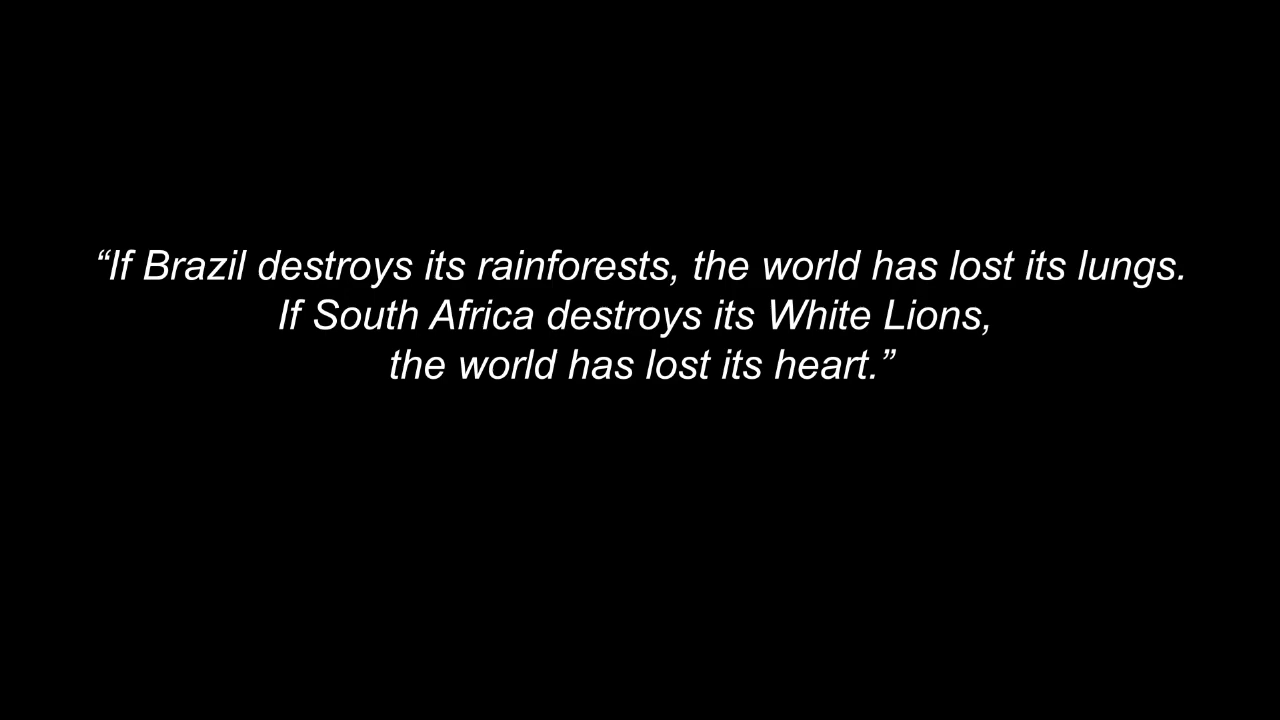 “If Brazil destroys its rainforests, the world has lost its lungs.
If South Africa destroys its White Lions,
the world has lost its heart.”